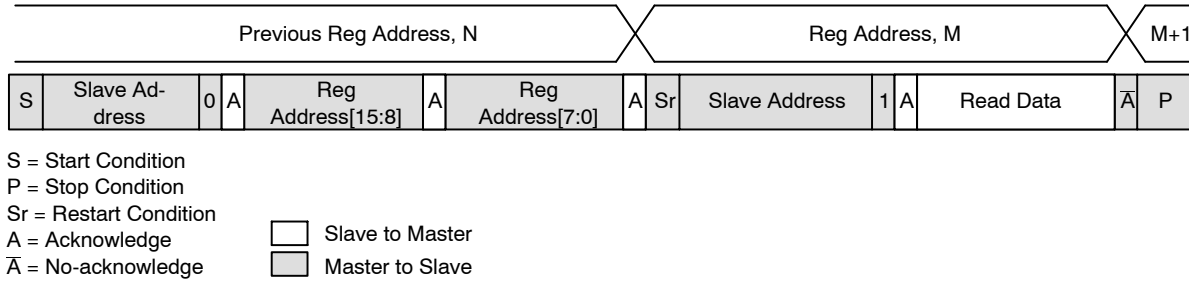 Previous Reg Address, N
Reg Address, M
M+1
S
Slave Ad-
dress
0
A
Reg
Address[15:8]
A
Reg
Address[7:0]
A
Sr
Slave Address
1
A
Read Data
A̅
P
S = Start Condition
P = Stop Condition
Sr = Restart Condition
A = Acknowledge
A̅ = No-acknowledge
Slave to Master
Master to Slave